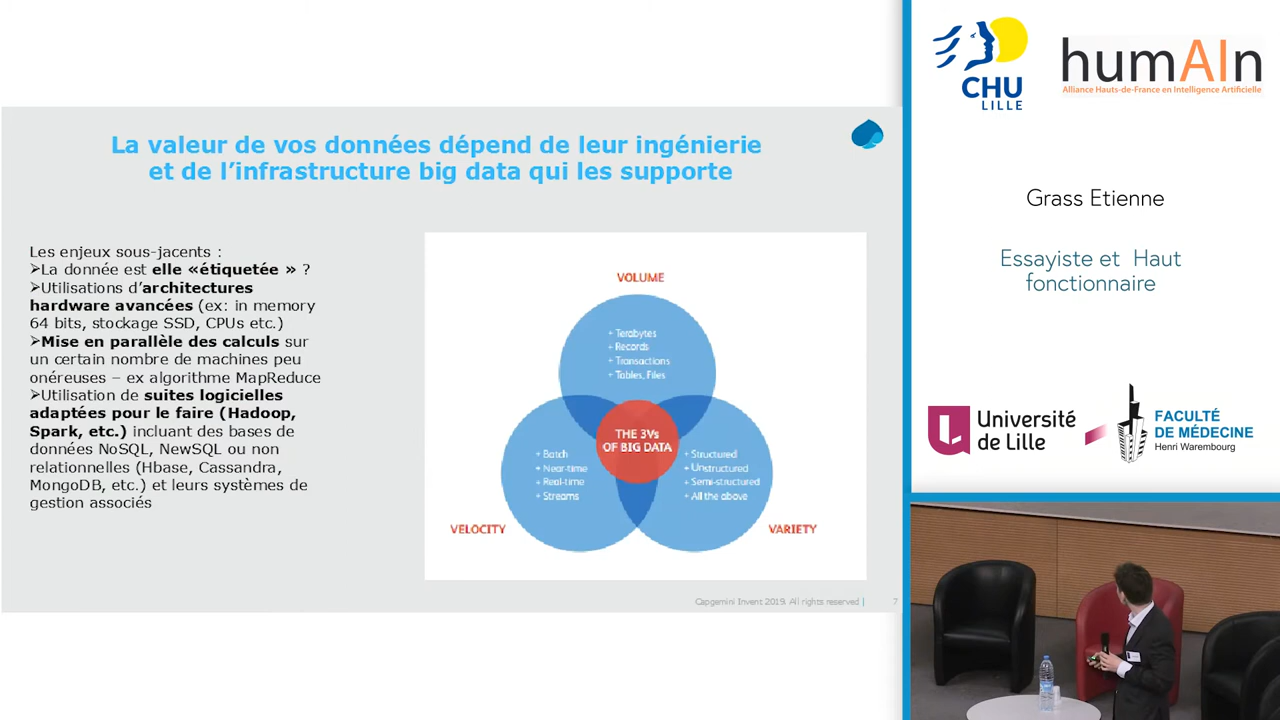 La valeur de vos données dépend de leur ingénierie
et de l’infrastructure big data qui les supporte
Les enjeux sous-jacents :
➢La donnée est elle «étiquetée » ?
➢Utilisations d’architectures
hardware avancées (ex: in memory
64 bits, stockage SSD, CPUs etc.)
➢Mise en parallèle des calculs sur
un certain nombre de machines peu
onéreuses – ex algorithme MapReduce
➢Utilisation de suites logicielles
adaptées pour le faire (Hadoop,
Spark, etc.) incluant des bases de
données NoSQL, NewSQL ou non
relationnelles (Hbase, Cassandra,
MongoDB, etc.) et leurs systèmes de
gestion associés
VOLUME
+ Terabytes
+ Records
+ Transactions
+ Tables, Files
THE 3Vs
OF BIG DATA
+ Batch
+ Near-time
+ Real-time
+ Streams
+ Structured
+ Unstructured
+ Semi-structured
+ All the above
VELOCITY
VARIETY
Capgemini Invent 2019. All rights reserved |
7
CHU
LILLE
humAIn
Alliance Hauts-de-France en Intelligence Artificielle
Grass Etienne
Essayiste et Haut
fonctionnaire
Université
de Lille
FACULTÉ
DE MÉDECINE
Henri Warembourg